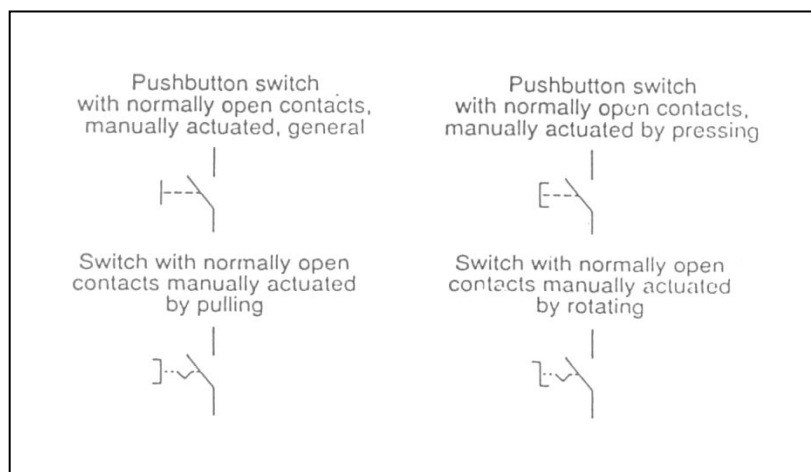 Pushbutton switch
with normally open contacts,
manually actuated, general
Pushbutton switch
with normally open contacts,
manually actuated by pressing
Switch with normally open
contacts manually actuated
by pulling
Switch with normally open
contacts manually actuated
by rotating